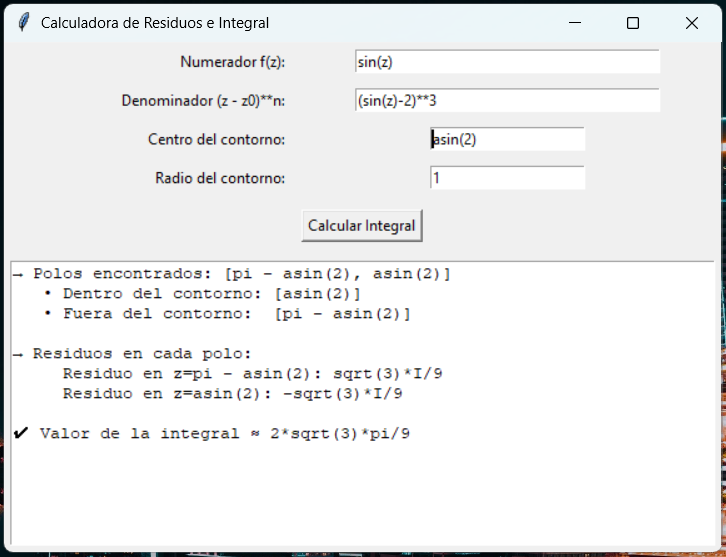 Calculadora de Residuos e Integral
Numerador f(z): sin(z)
Denominador (z - z0)**n: (sin(z)-2)**3
Centro del contorno: asin(2)
Radio del contorno: 1
Calcular Integral
→ Polos encontrados: [pi - asin(2), asin(2)]
• Dentro del contorno: [asin(2)]
• Fuera del contorno: [pi - asin(2)]
→ Residuos en cada polo:
Residuo en z=pi - asin(2): sqrt(3)*I/9
Residuo en z=asin(2): -sqrt(3)*I/9
✔ Valor de la integral ≈ 2*sqrt(3)*pi/9